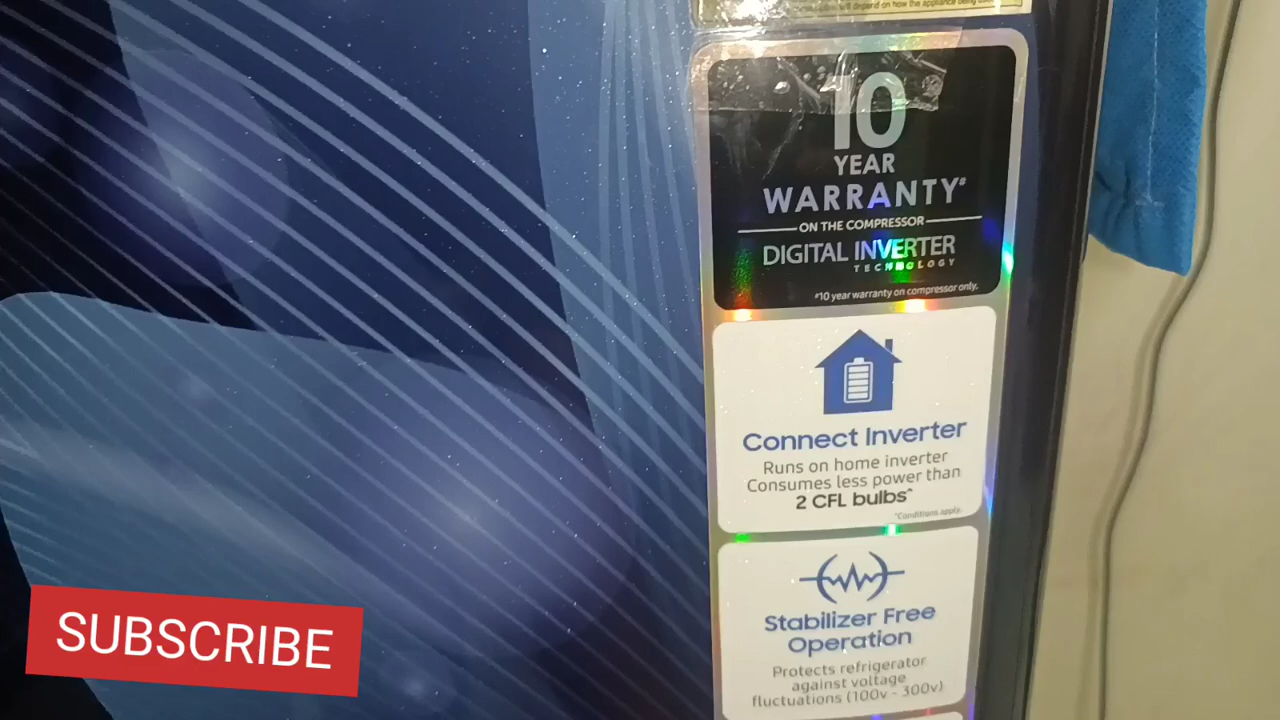 10
YEAR
WARRANTY#
ON THE COMPRESSOR
DIGITAL INVERTER
TECHNOLOGY
#10 year warranty on compressor only.
Connect Inverter
Runs on home inverter
Consumes less power than
2 CFL bulbs^
^Conditions apply.
Stabilizer Free
Operation
Protects refrigerator
against voltage
fluctuations (100v - 300v)
SUBSCRIBE